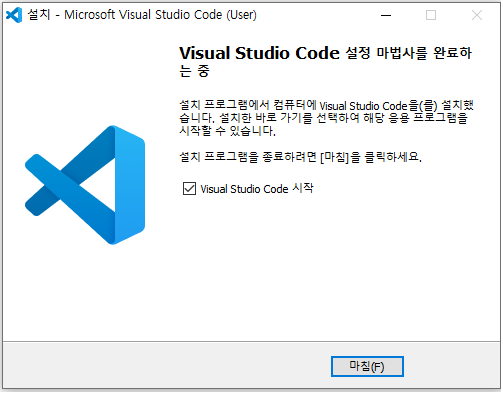 설치 - Microsoft Visual Studio Code (User)
Visual Studio Code 설정 마법사를 완료하
는 중
설치 프로그램에서 컴퓨터에 Visual Studio Code을(를) 설치했
습니다. 설치한 바로 가기를 선택하여 해당 응용 프로그램을
시작할 수 있습니다.
설치 프로그램을 종료하려면 [마침]을 클릭하세요.
Visual Studio Code 시작
마침(F)